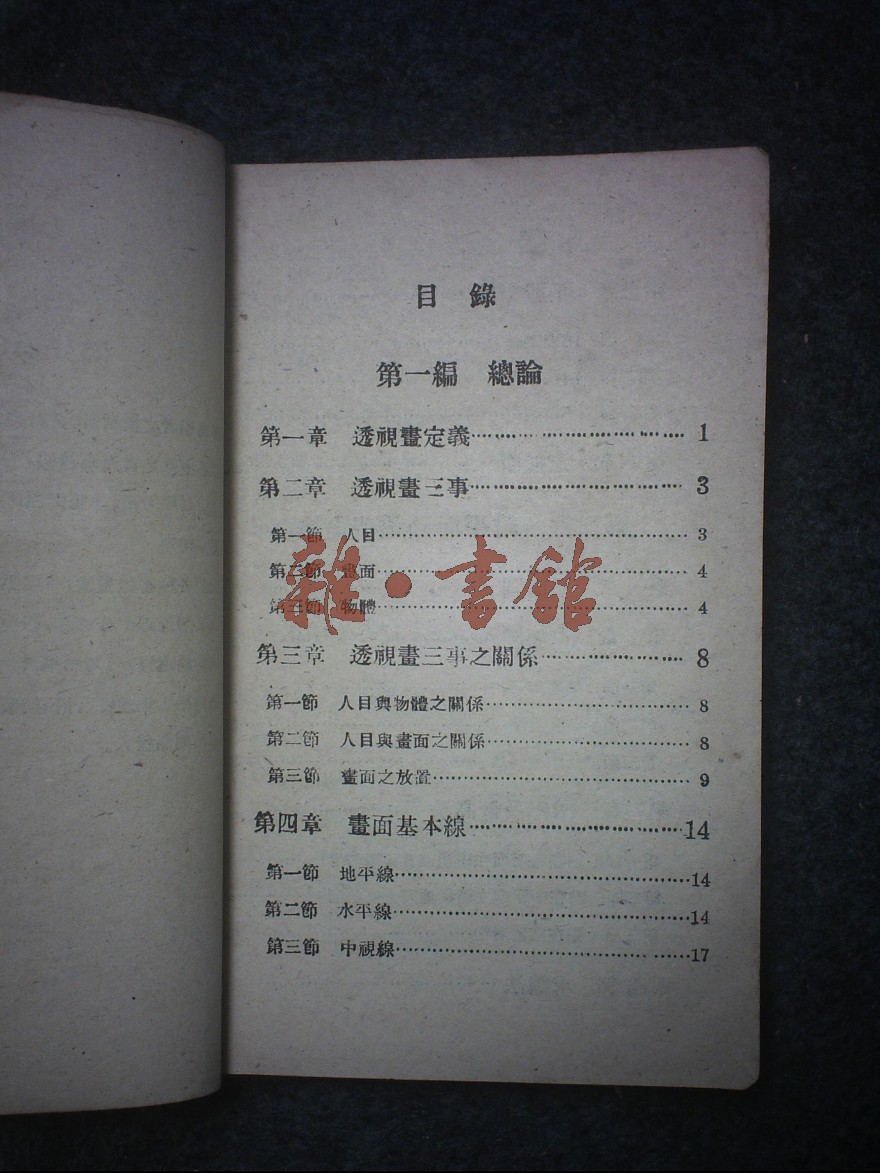 目錄
第一編 總論
第一章 透視畫定義 1
第二章 透視畫三事 3
第一節 人目 3
第二節 畫面 4
第三節 物體 4
雜·書館
第三章 透視畫三事之關係 8
第一節 人目與物體之關係 8
第二節 人目與畫面之關係 8
第三節 畫面之放置 9
第四章 畫面基本線 14
第一節 地平線 14
第二節 水平線 14
第三節 中視線 17